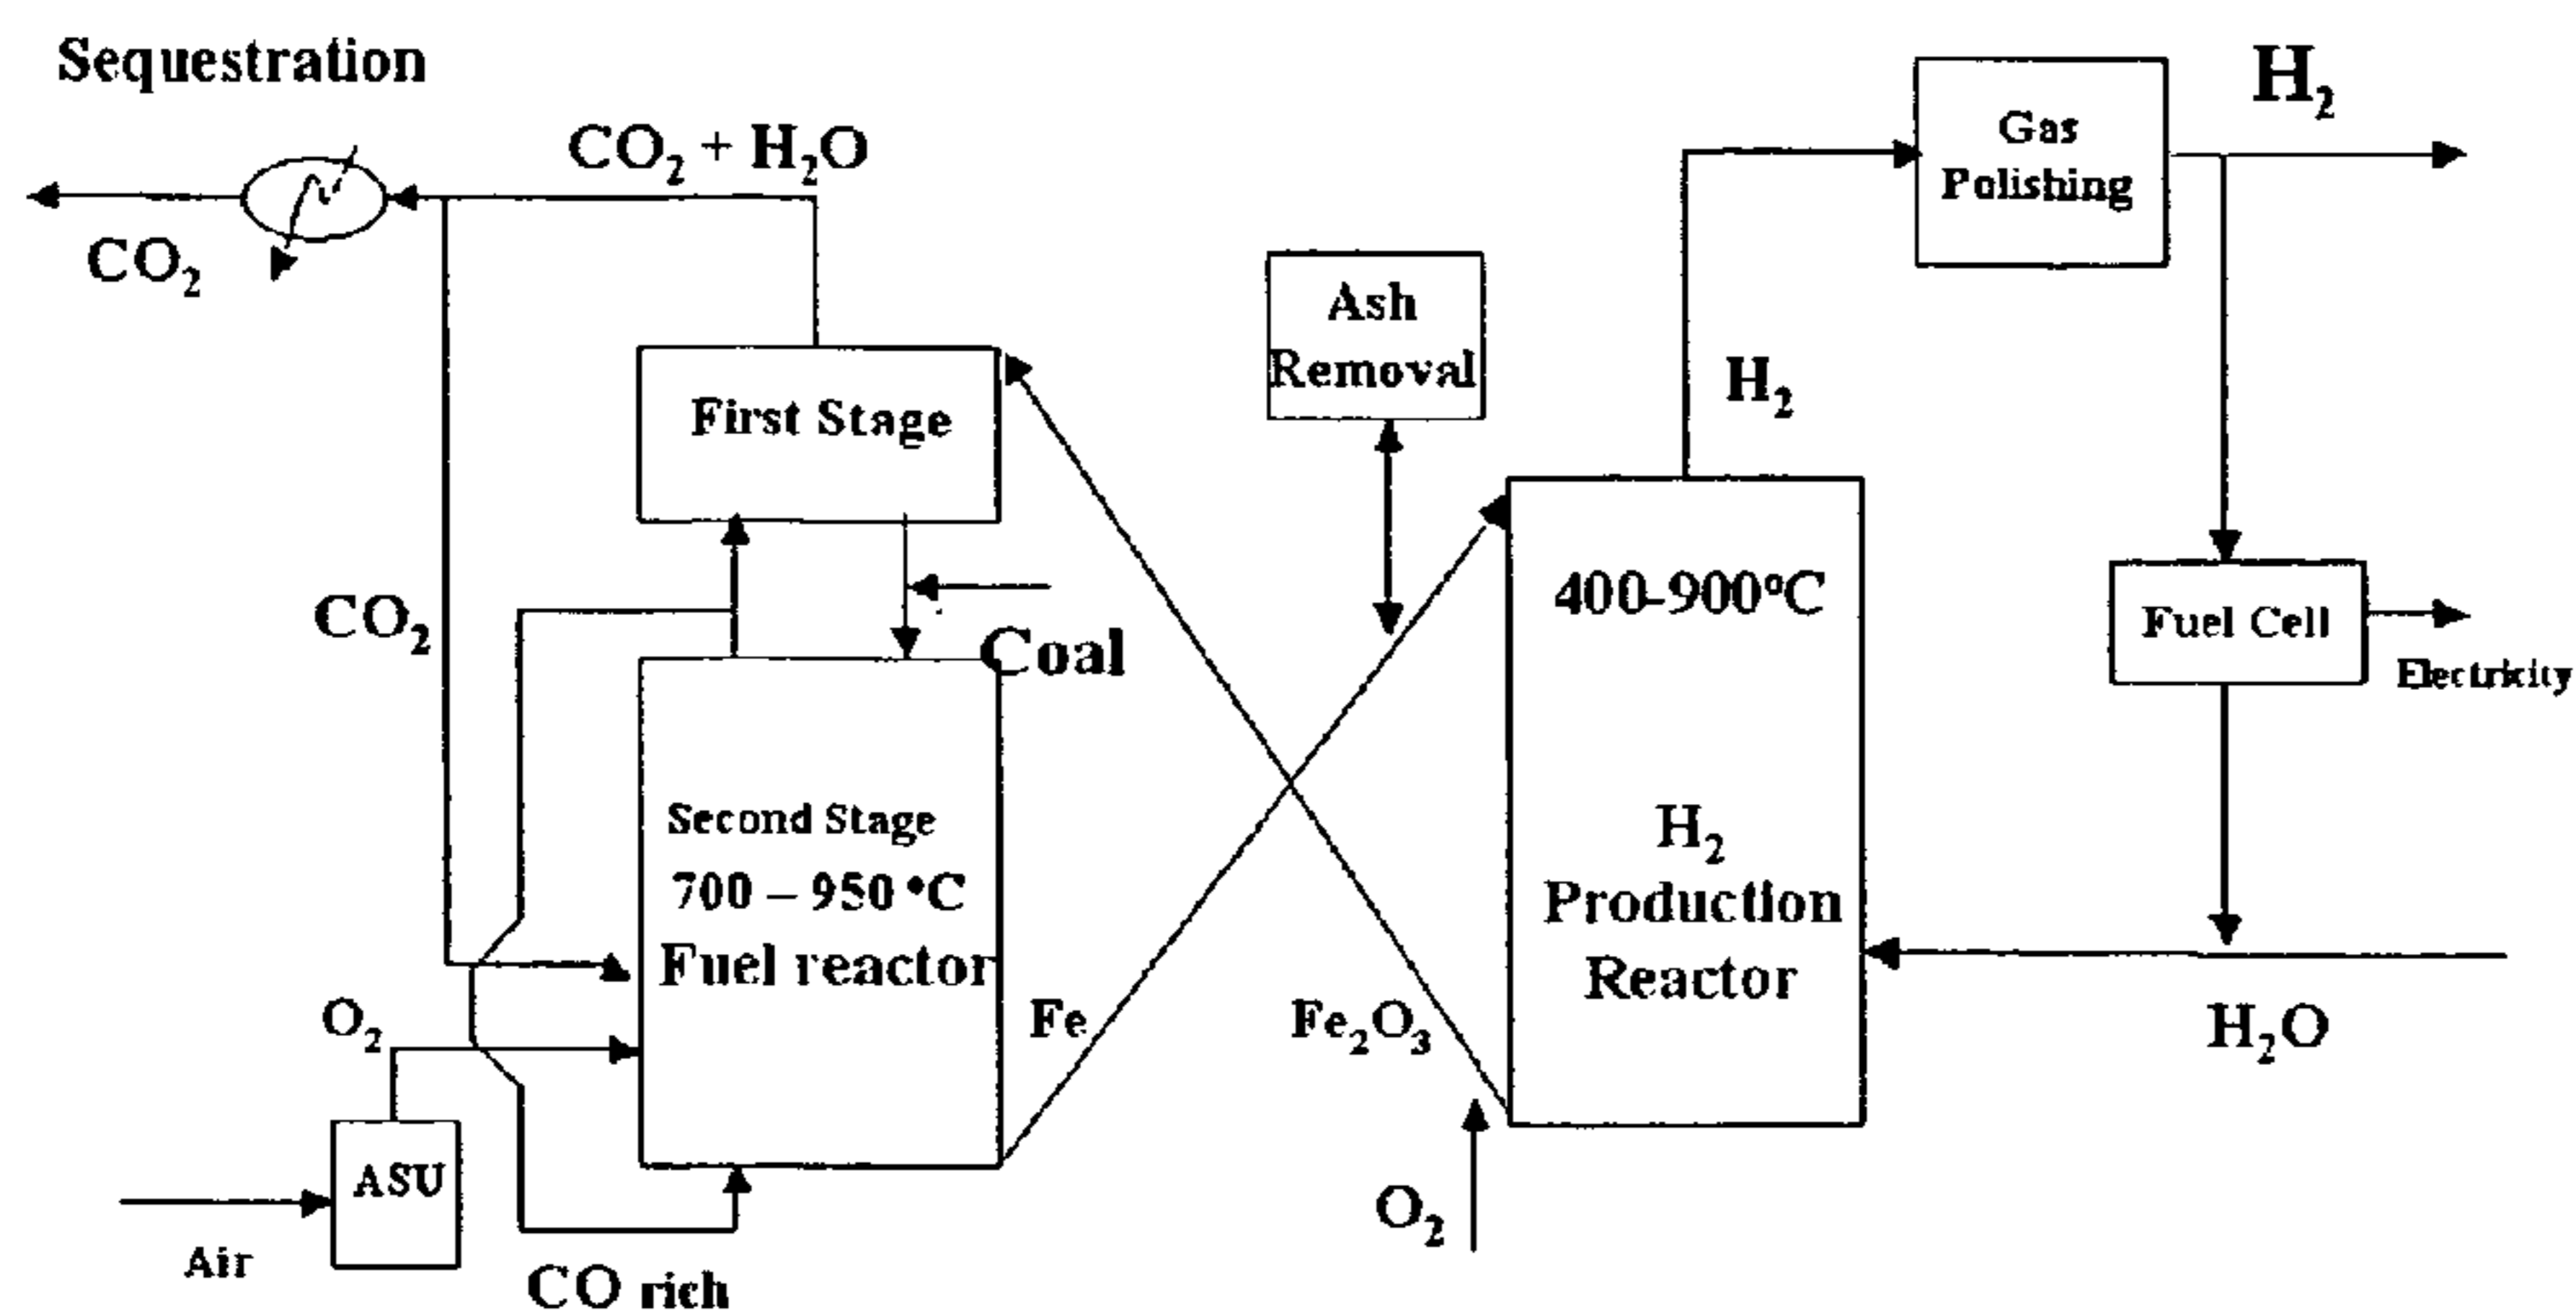 Sequestration
CO₂ + H₂O
CO₂
First Stage
CO₂
Coal
Second Stage
700 – 950 °C
Fuel reactor
O₂
ASU
Air
CO rich
Fe
Fe₂O₃
O₂
Ash
Removal
H₂
400-900°C
H₂
Production
Reactor
Gas
Polishing
H₂
Fuel Cell
Electricity
H₂O